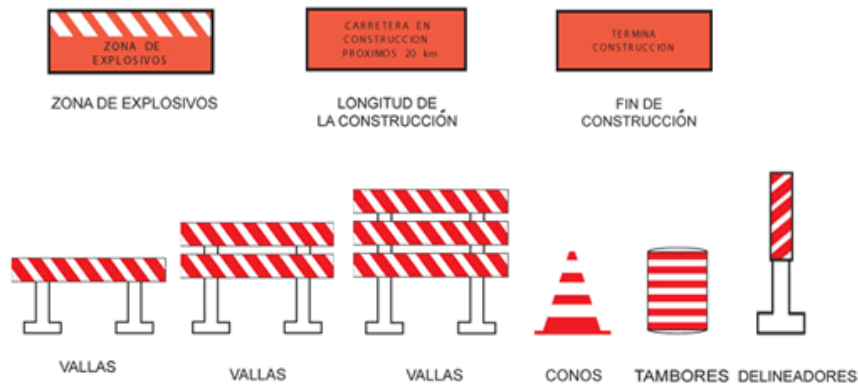 ZONA DE
EXPLOSIVOS
CARRETERA EN
CONSTRUCCION
PROXIMOS 20 km
TERMINA
CONSTRUCCION
ZONA DE EXPLOSIVOS
LONGITUD DE
LA CONSTRUCCIÓN
FIN DE
CONSTRUCCIÓN
VALLAS
VALLAS
VALLAS
CONOS
TAMBORES
DELINEADORES